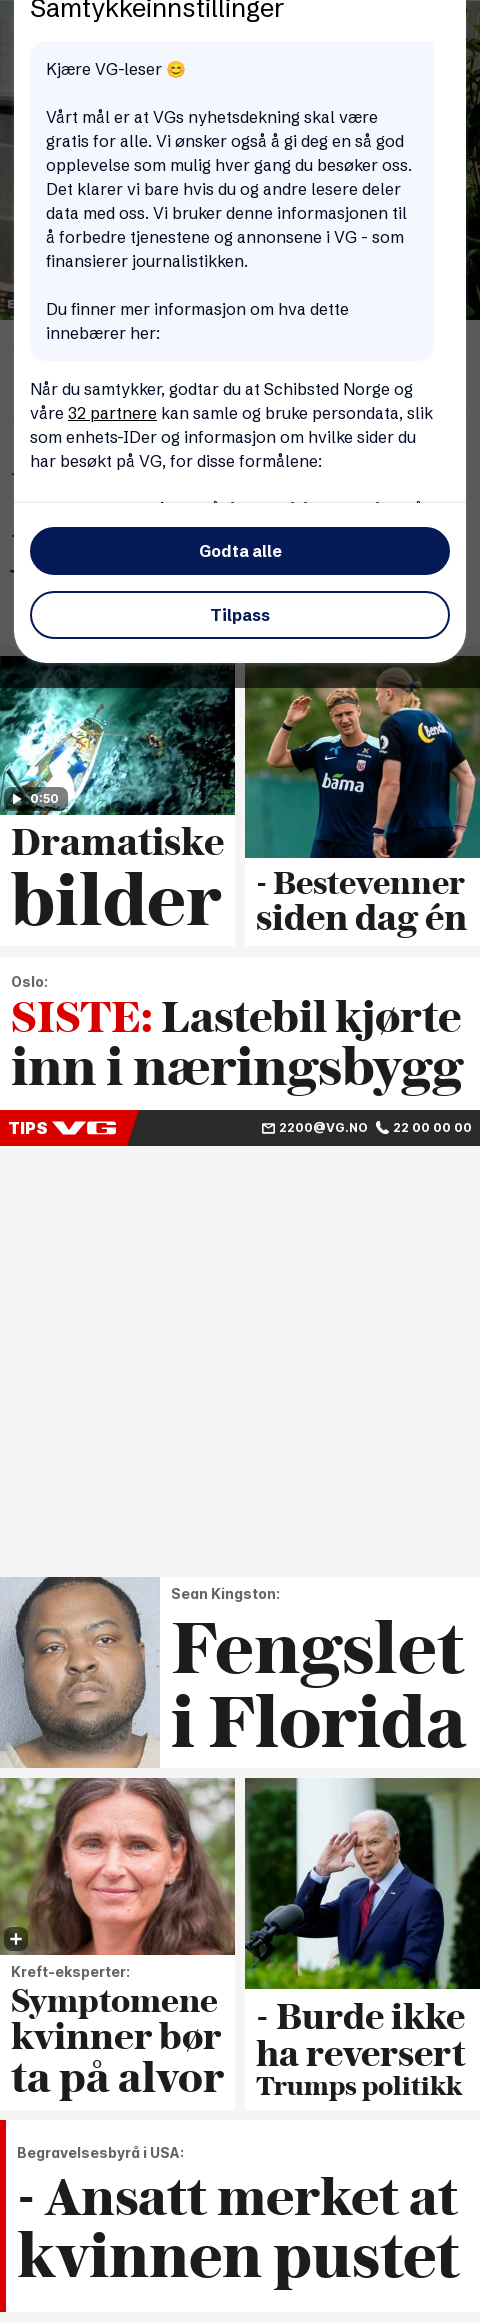 Samtykkeinnstillinger
Kjære VG-leser 😊
Vårt mål er at VGs nyhetsdekning skal være
gratis for alle. Vi ønsker også å gi deg en så god
opplevelse som mulig hver gang du besøker oss.
Det klarer vi bare hvis du og andre lesere deler
data med oss. Vi bruker denne informasjonen til
å forbedre tjenestene og annonsene i VG - som
finansierer journalistikken.
Du finner mer informasjon om hva dette
innebærer her:
Når du samtykker, godtar du at Schibsted Norge og
våre 32 partnere kan samle og bruke persondata, slik
som enhets-IDer og informasjon om hvilke sider du
har besøkt på VG, for disse formålene:
Godta alle
Tilpass
0:50
Dramatiske
bilder
bama
Bendi
- Bestevenner
siden dag én
Oslo:
SISTE: Lastebil kjørte
inn i næringsbygg
TIPS VG 2200@VG.NO 22 00 00 00
Sean Kingston:
Fengslet
i Florida
Kreft-eksperter:
Symptomene
kvinner bør
ta på alvor
- Burde ikke
ha reversert
Trumps politikk
Begravelsesbyrå i USA:
- Ansatt merket at
kvinnen pustet